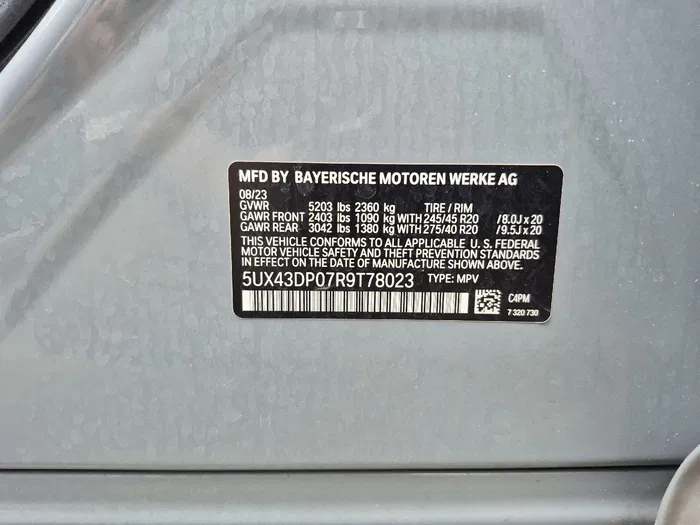 MFD BY BAYERISCHE MOTOREN WERKE AG
08/23
GVWR 5203 lbs 2360 kg TIRE / RIM
GAWR FRONT 2403 lbs 1090 kg WITH 245/45 R20 /8.0J x 20
GAWR REAR 3042 lbs 1380 kg WITH 275/40 R20 /9.5J x 20
THIS VEHICLE CONFORMS TO ALL APPLICABLE U. S. FEDERAL
MOTOR VEHICLE SAFETY AND THEFT PREVENTION STANDARDS
IN EFFECT ON THE DATE OF MANUFACTURE SHOWN ABOVE.
5UX43DP07R9T78023 TYPE: MPV
C4PM
7 320 730